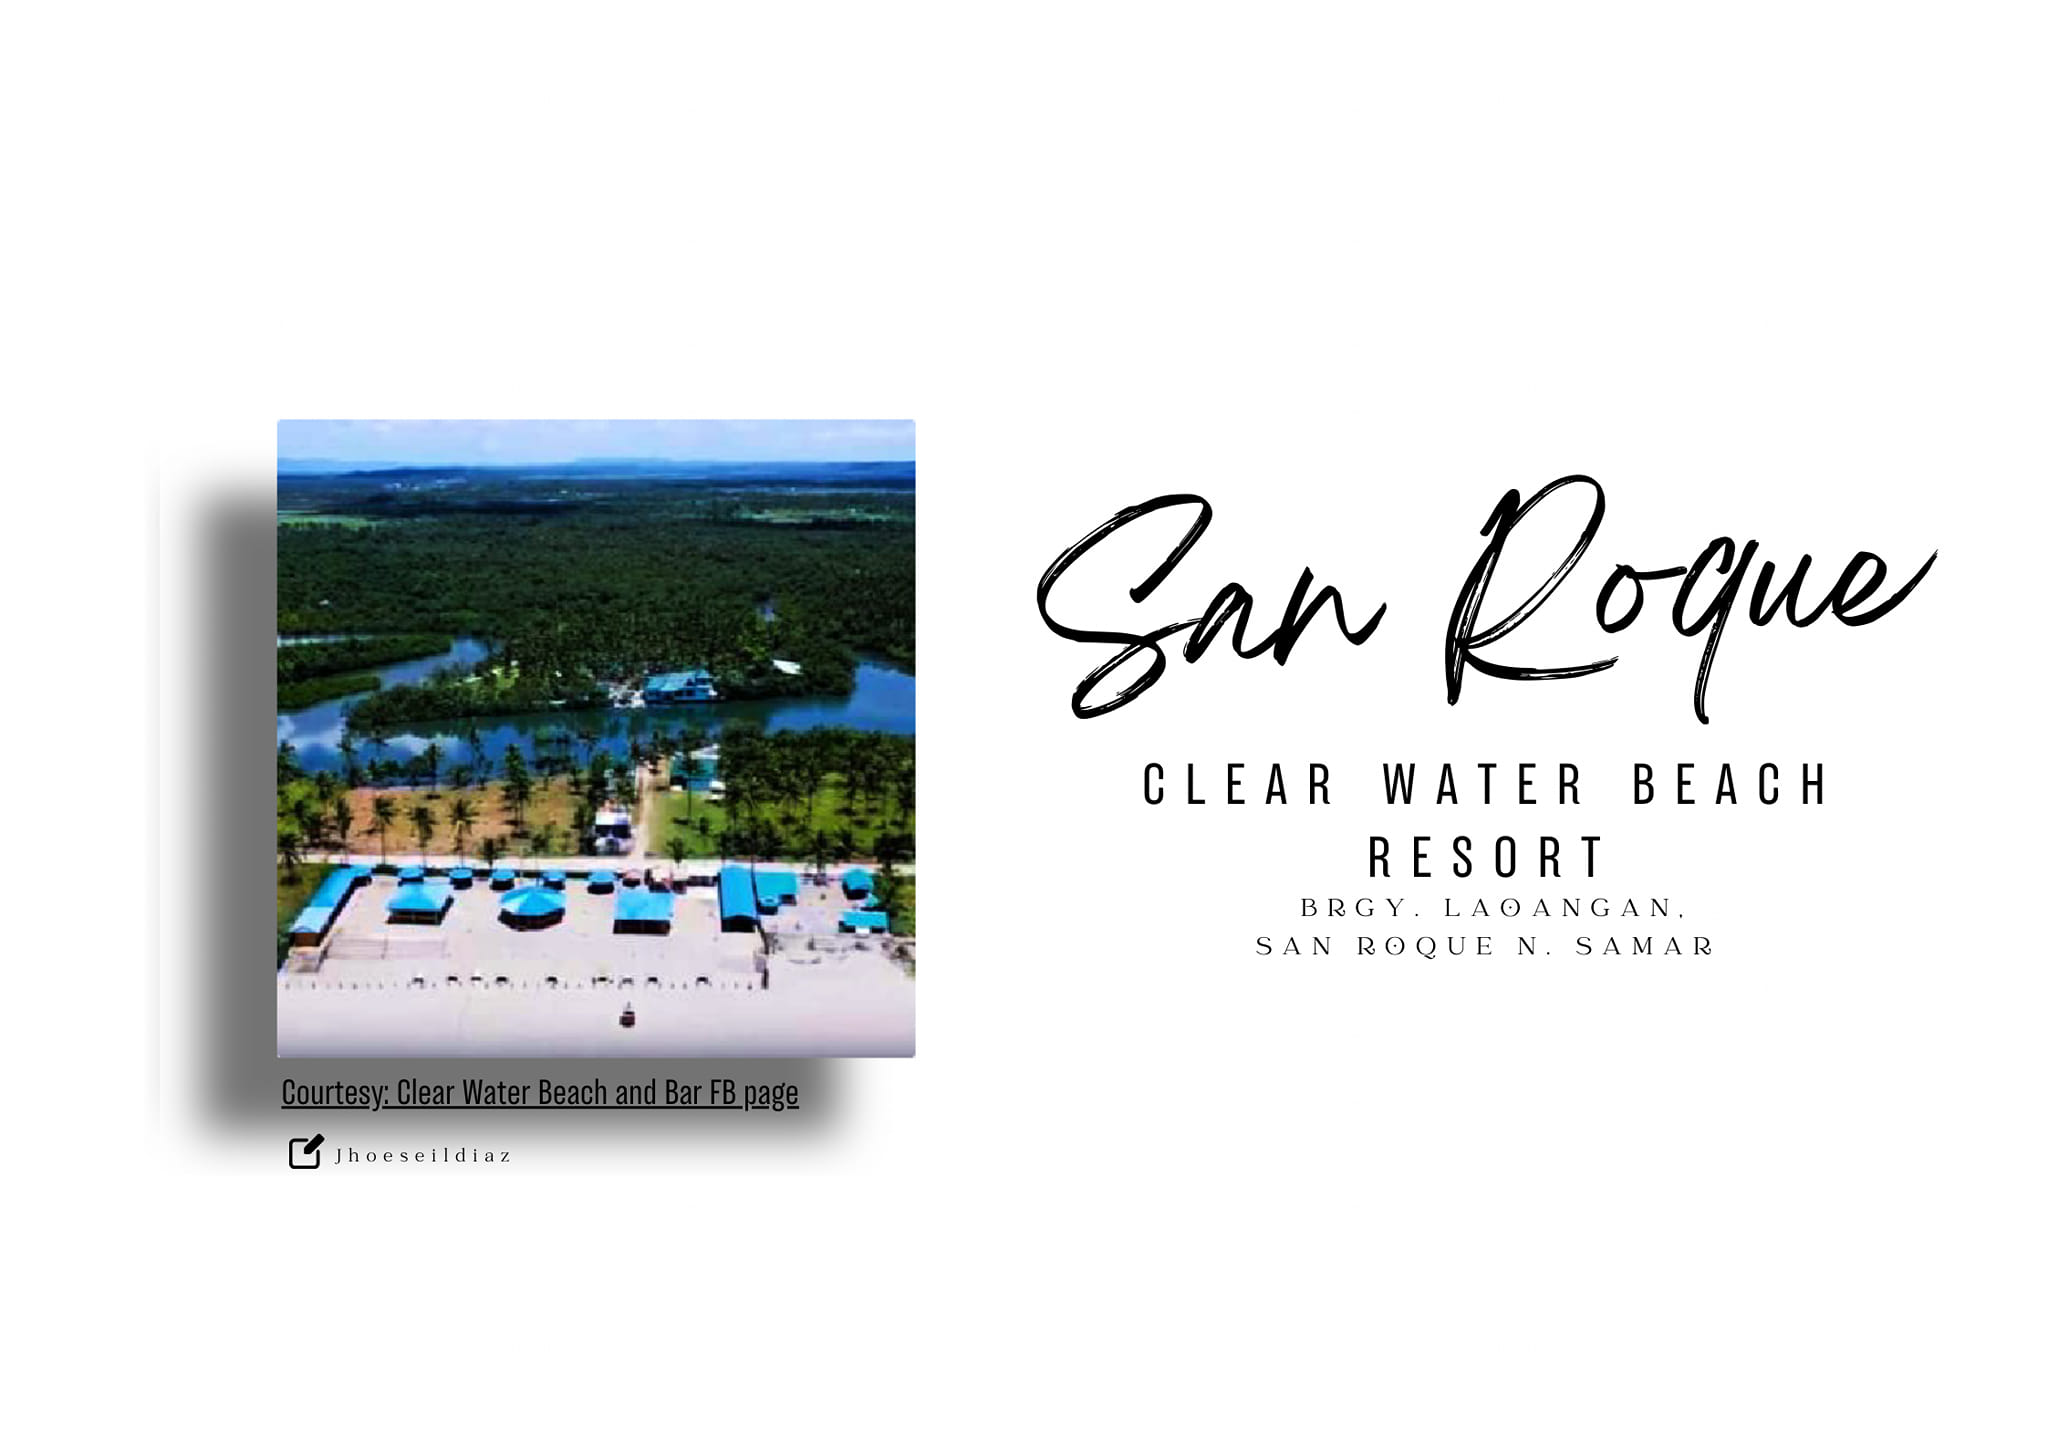 San Roque
CLEAR WATER BEACH
RESORT
BRGY. LAOANGAN,
SAN ROQUE N. SAMAR
Courtesy: Clear Water Beach and Bar FB page
Jhoeseildiaz